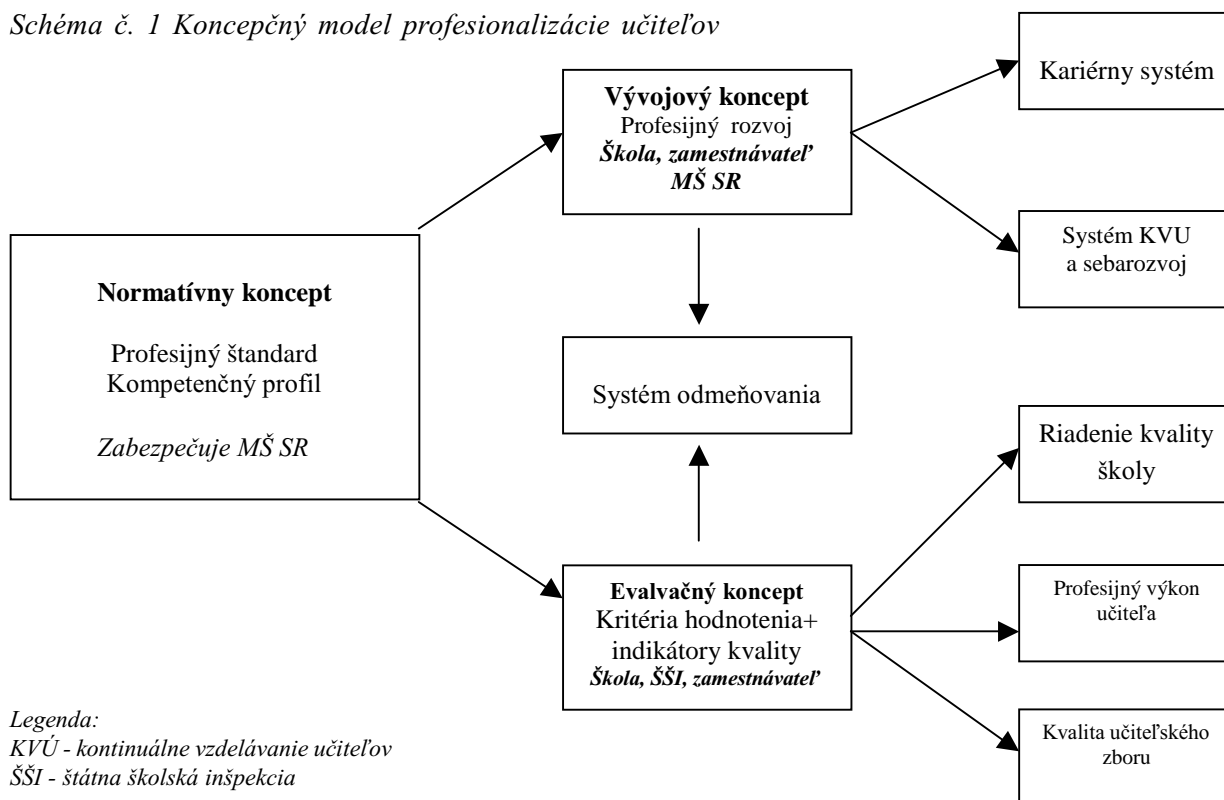 Schéma č. 1 Koncepčný model profesionalizácie učiteľov
Kariérny systém
Vývojový koncept
Profesijný rozvoj
Škola, zamestnávateľ
MŠ SR
Systém KVU
a sebarozvoj
Normatívny koncept
Profesijný štandard
Kompetenčný profil
Zabezpečuje MŠ SR
Systém odmeňovania
Riadenie kvality
školy
Evalvačný koncept
Kritéria hodnotenia+
indikátory kvality
Škola, ŠŠI, zamestnávateľ
Profesijný výkon
učiteľa
Kvalita učiteľského
zboru
Legenda:
KVÚ - kontinuálne vzdelávanie učiteľov
ŠŠI - štátna školská inšpekcia